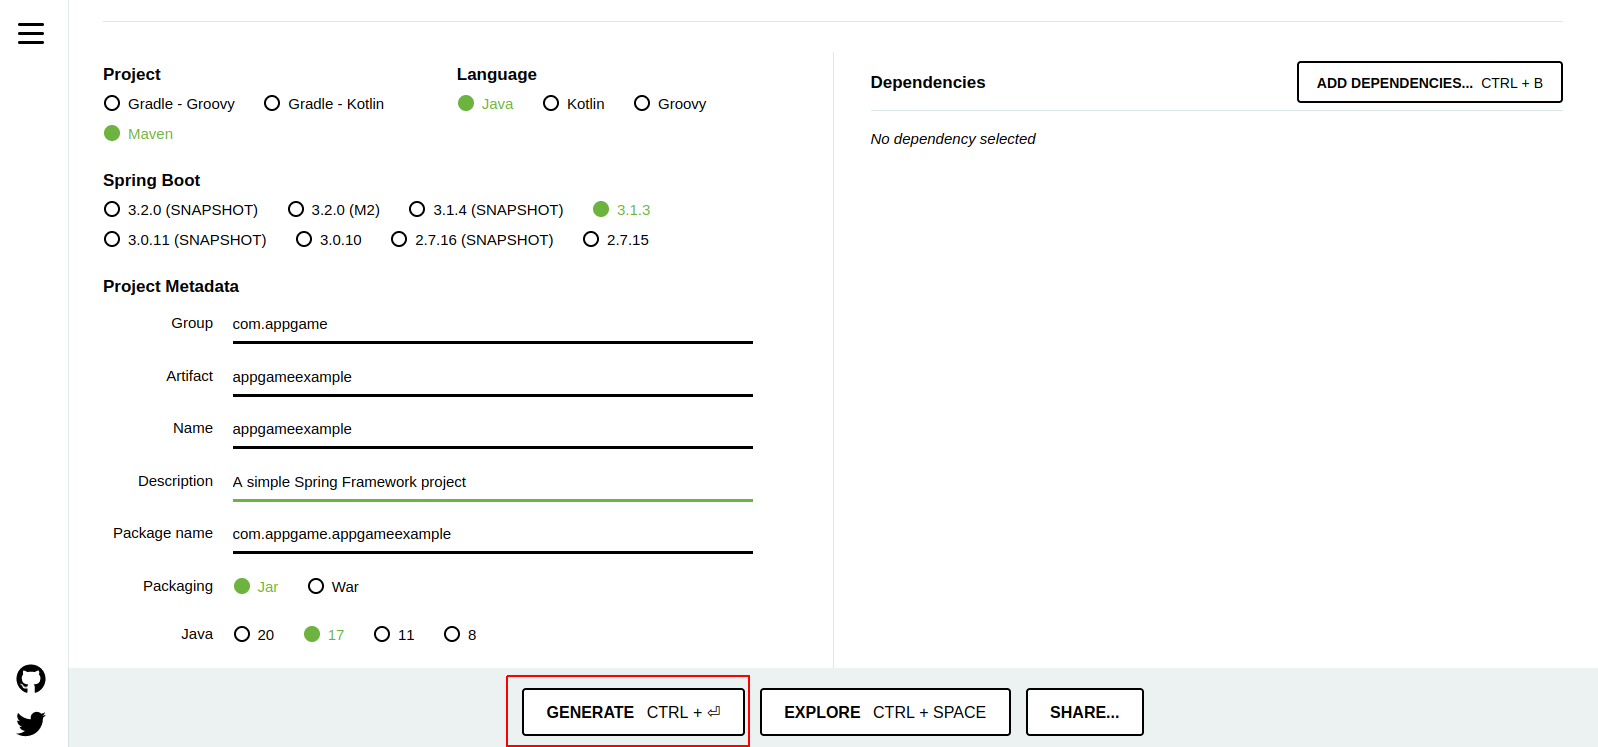 Project
Gradle - Groovy Gradle - Kotlin
Maven
Language
Java Kotlin Groovy
Spring Boot
3.2.0 (SNAPSHOT) 3.2.0 (M2) 3.1.4 (SNAPSHOT) 3.1.3
3.0.11 (SNAPSHOT) 3.0.10 2.7.16 (SNAPSHOT) 2.7.15
Project Metadata
Group com.appgame
Artifact appgameexample
Name appgameexample
Description A simple Spring Framework project
Package name com.appgame.appgameexample
Packaging Jar War
Java 20 17 11 8
Dependencies ADD DEPENDENCIES... CTRL + B
No dependency selected
GENERATE CTRL + ⏎ EXPLORE CTRL + SPACE SHARE...